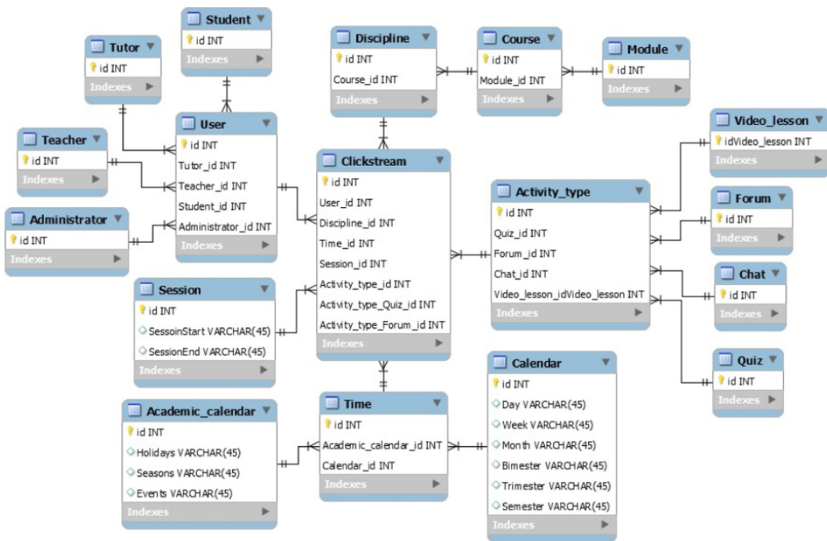 Student
id INT
Indexes
Tutor
id INT
Indexes
Teacher
id INT
Indexes
Administrator
id INT
Indexes
User
id INT
Tutor_id INT
Teacher_id INT
Student_id INT
Administrator_id INT
Indexes
Discipline
id INT
Course_id INT
Indexes
Course
id INT
Module_id INT
Indexes
Module
id INT
Indexes
Clickstream
id INT
User_id INT
Discipline_id INT
Time_id INT
Session_id INT
Activity_type_id INT
Activity_type_Quiz_id INT
Activity_type_Forum_id INT
Indexes
Activity_type
id INT
Quiz_id INT
Forum_id INT
Chat_id INT
Video_lesson_idVideo_lesson INT
Indexes
Video_lesson
idVideo_lesson INT
Indexes
Forum
id INT
Indexes
Chat
id INT
Indexes
Quiz
id INT
Indexes
Session
id INT
SessoinStart VARCHAR(45)
SessionEnd VARCHAR(45)
Indexes
Academic_calendar
id INT
Holidays VARCHAR(45)
Seasons VARCHAR(45)
Events VARCHAR(45)
Indexes
Time
id INT
Academic_calendar_id INT
Calendar_id INT
Indexes
Calendar
id INT
Day VARCHAR(45)
Week VARCHAR(45)
Month VARCHAR(45)
Bimester VARCHAR(45)
Trimester VARCHAR(45)
Semester VARCHAR(45)
Indexes